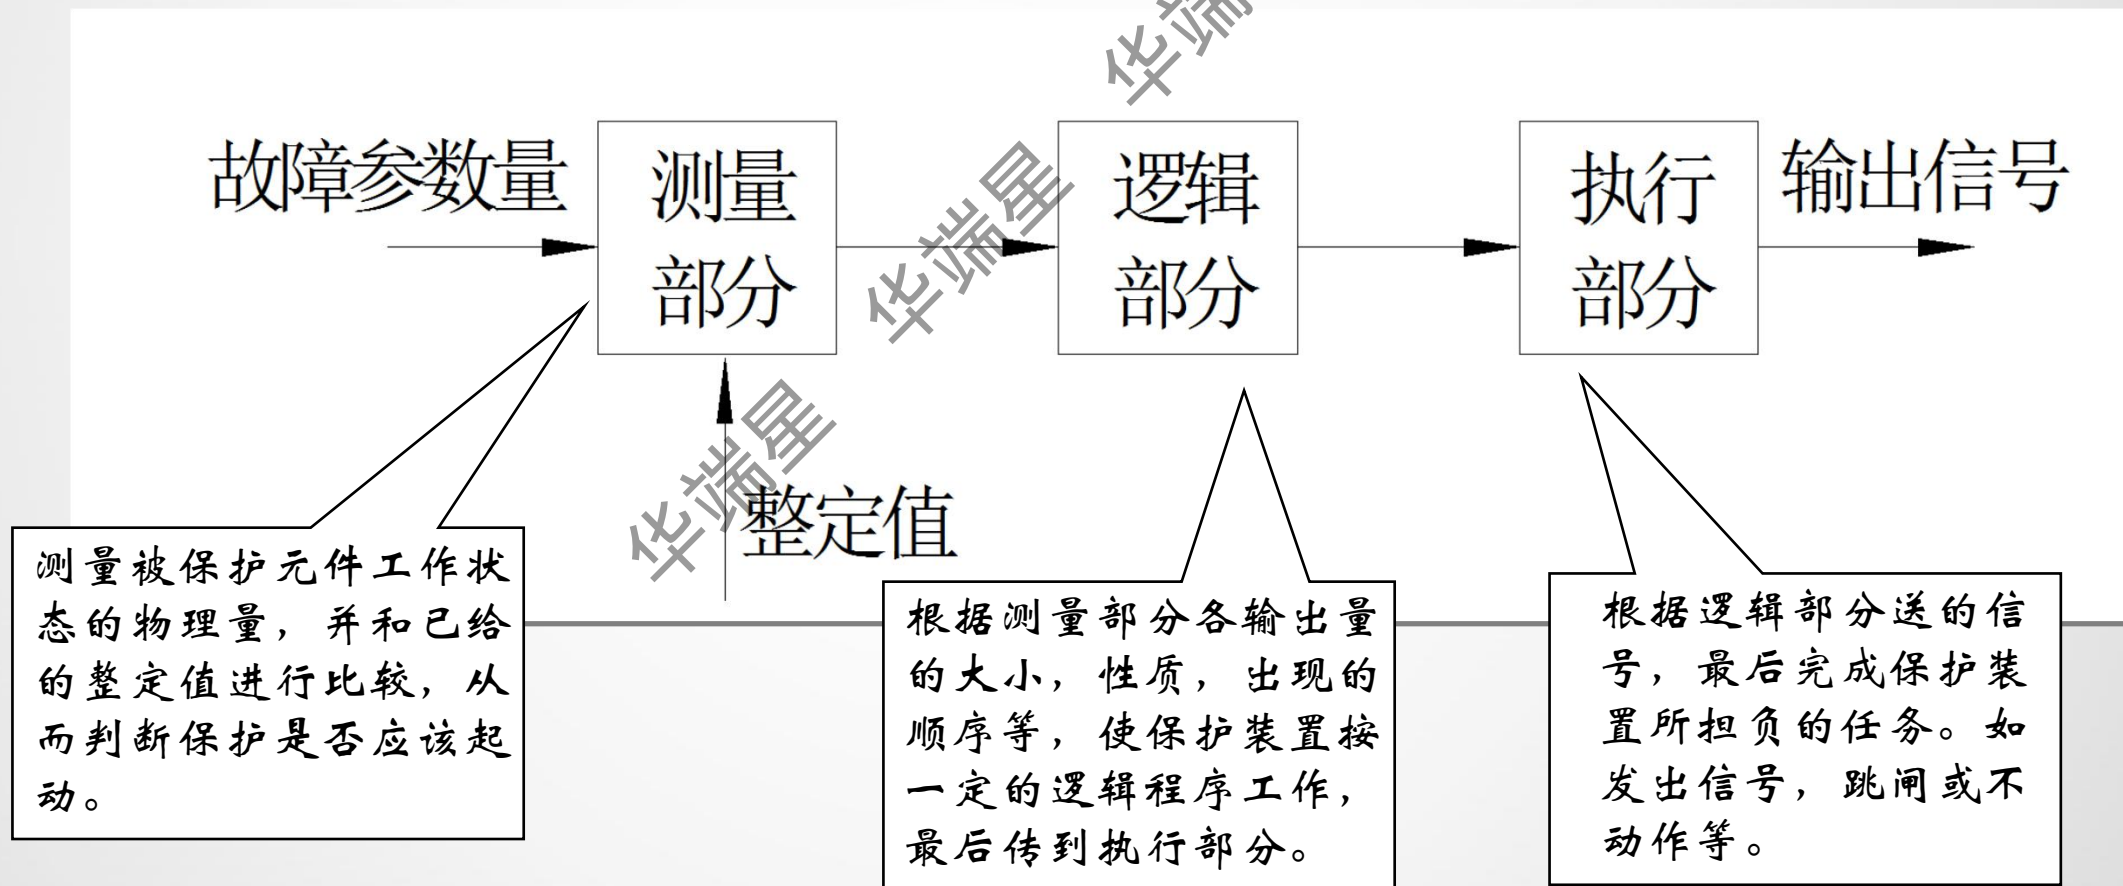 华端星
故障参数量
测量
部分
华端星
逻辑
部分
执行
部分
输出信号
华端星
整定值
测量被保护元件工作状
态的物理量，并和已给
的整定值进行比较，从
而判断保护是否应该起
动。
根据测量部分各输出量
的大小，性质，出现的
顺序等，使保护装置按
一定的逻辑程序工作，
最后传到执行部分。
根据逻辑部分送的信
号，最后完成保护装
置所担负的任务。如
发出信号，跳闸或不
动作等。